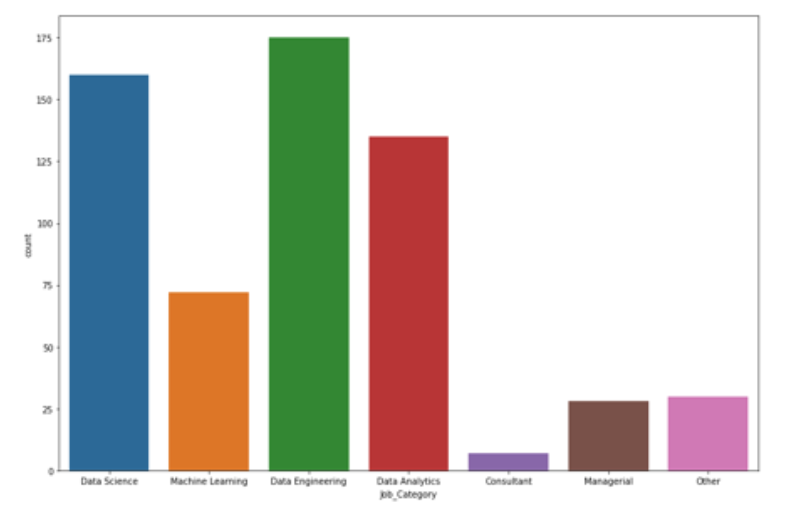 175
150
125
100
75
50
25
0
count
Data Science Machine Learning Data Engineering Data Analytics Consultant Managerial Other
Job_Category